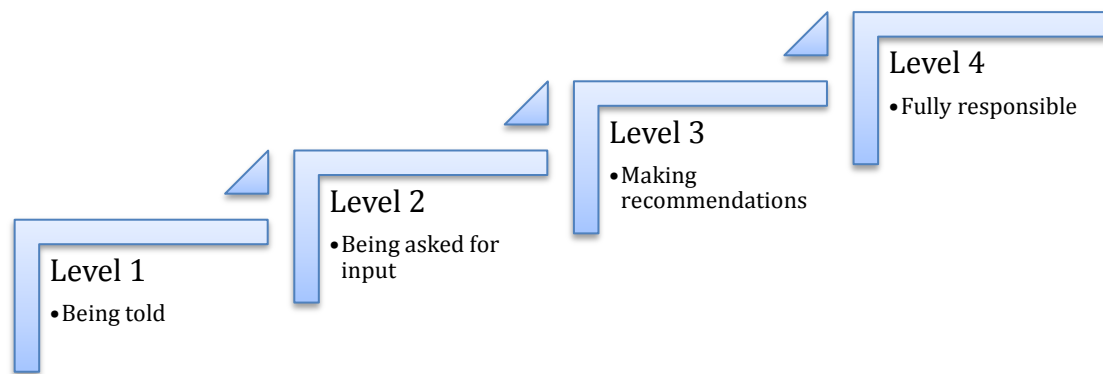 Level 1
•Being told
Level 2
•Being asked for
input
Level 3
•Making
recommendations
Level 4
•Fully responsible